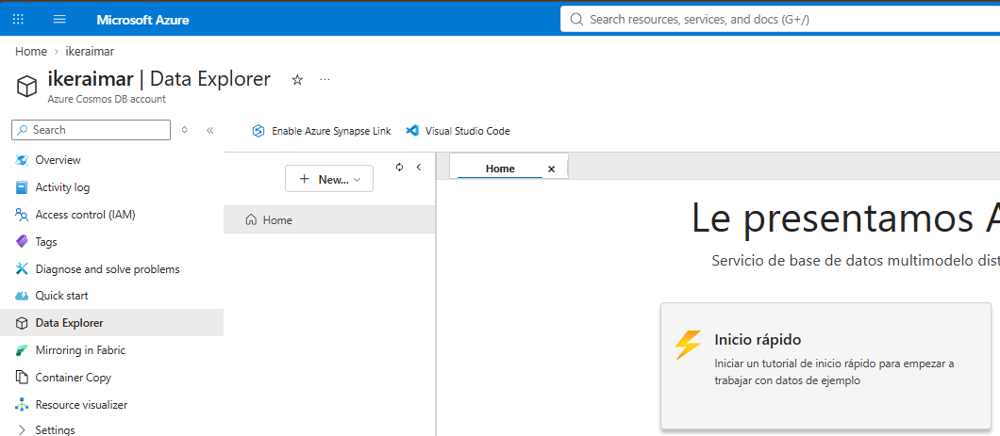 Microsoft Azure
Search resources, services, and docs (G+/)
Home > ikeraimar
ikeraimar | Data Explorer
Azure Cosmos DB account
Search
Enable Azure Synapse Link
Visual Studio Code
Overview
Activity log
Access control (IAM)
Tags
Diagnose and solve problems
Quick start
Data Explorer
Mirroring in Fabric
Container Copy
Resource visualizer
Settings
New...
Home
Home
Le presentamos A
Servicio de base de datos multimodelo dist
Inicio rápido
Iniciar un tutorial de inicio rápido para empezar a
trabajar con datos de ejemplo